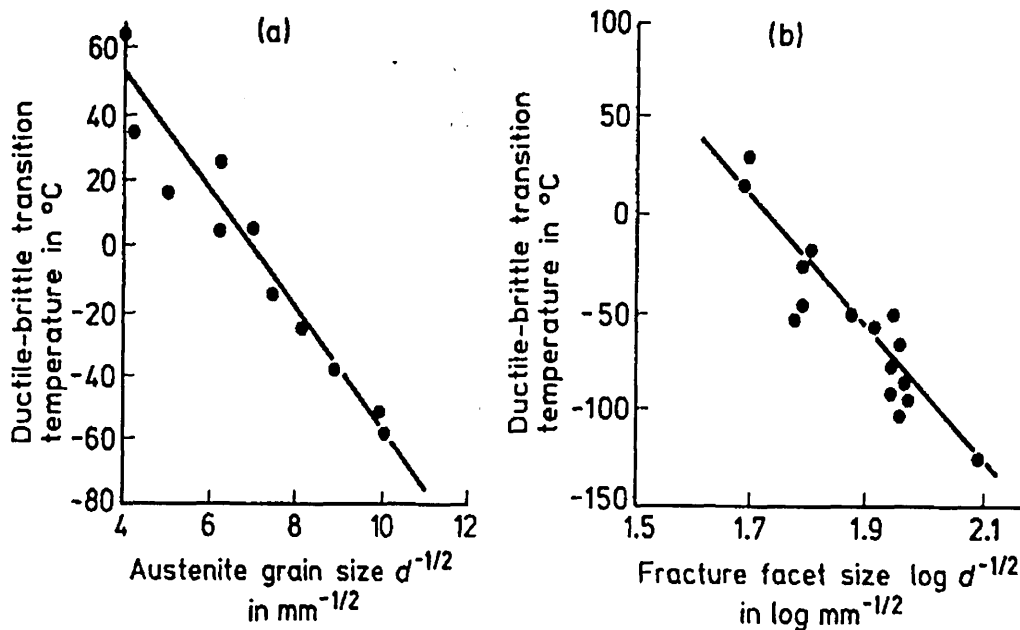 (a)
Ductile-brittle transition
temperature in °C
60
40
20
0
-20
-40
-60
-80
4 6 8 10 12
Austenite grain size d^-1/2
in mm^-1/2
(b)
Ductile-brittle transition
temperature in °C
100
50
0
-50
-100
-150
1.5 1.7 1.9 2.1
Fracture facet size log d^-1/2
in log mm^-1/2